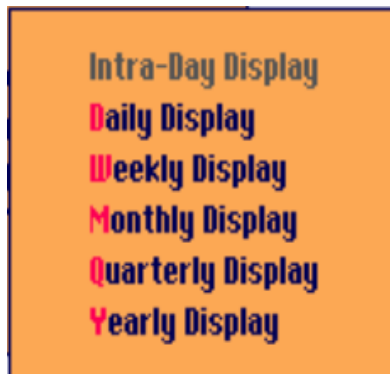 Intra-Day Display
Daily Display
Weekly Display
Monthly Display
Quarterly Display
Yearly Display